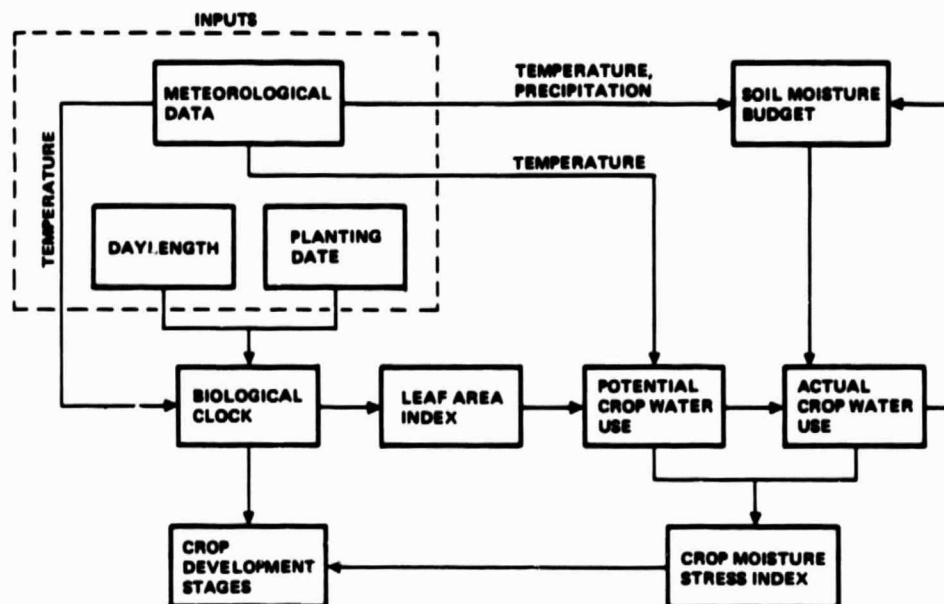 INPUTS
METEOROLOGICAL
DATA
TEMPERATURE,
PRECIPITATION
SOIL MOISTURE
BUDGET
TEMPERATURE
TEMPERATURE
DAYLENGTH
PLANTING
DATE
BIOLOGICAL
CLOCK
LEAF AREA
INDEX
POTENTIAL
CROP WATER
USE
ACTUAL
CROP WATER
USE
CROP
DEVELOPMENT
STAGES
CROP MOISTURE
STRESS INDEX